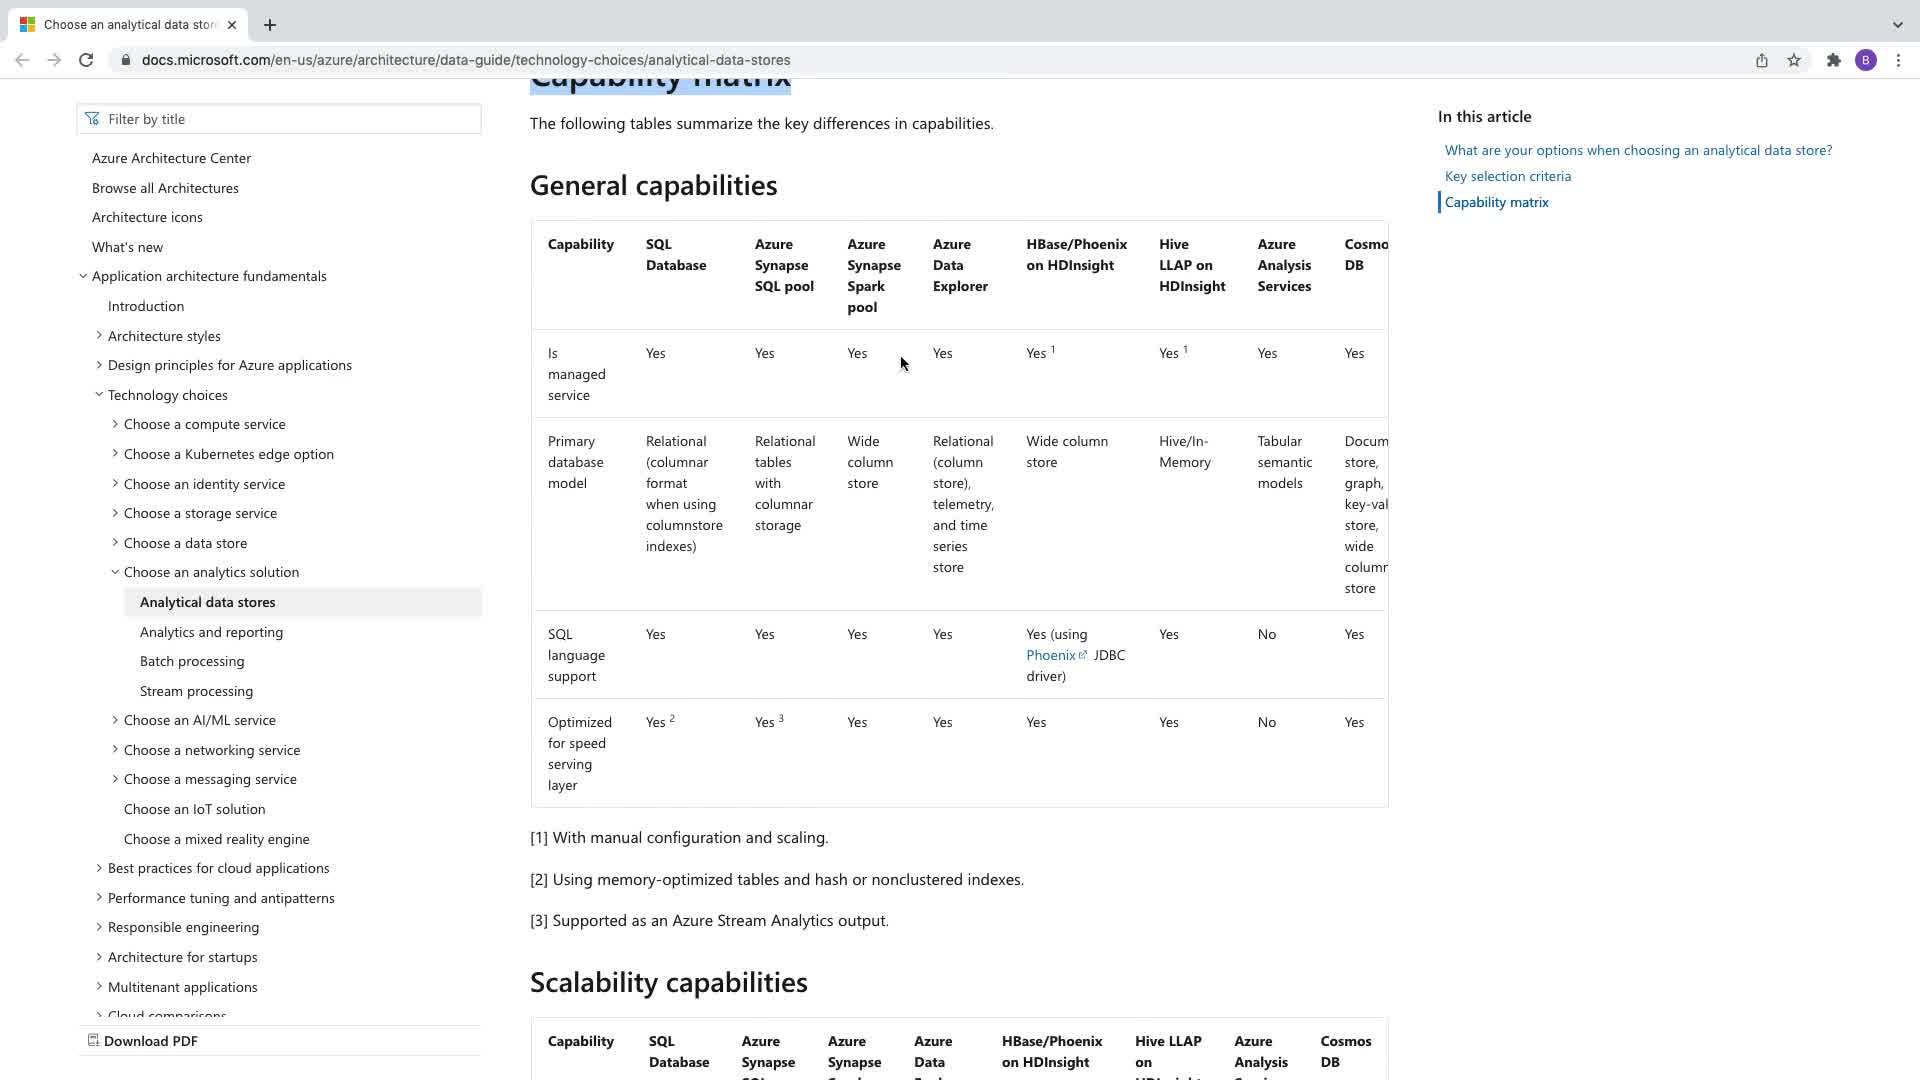 Choose an analytical data stor
docs.microsoft.com/en-us/azure/architecture/data-guide/technology-choices/analytical-data-stores
B
Filter by title
Azure Architecture Center
Browse all Architectures
Architecture icons
What's new
Application architecture fundamentals
Introduction
Architecture styles
Design principles for Azure applications
Technology choices
Choose a compute service
Choose a Kubernetes edge option
Choose an identity service
Choose a storage service
Choose a data store
Choose an analytics solution
Analytical data stores
Analytics and reporting
Batch processing
Stream processing
Choose an AI/ML service
Choose a networking service
Choose a messaging service
Choose an IoT solution
Choose a mixed reality engine
Best practices for cloud applications
Performance tuning and antipatterns
Responsible engineering
Architecture for startups
Multitenant applications
Cloud comparisons
Download PDF
Capability matrix
The following tables summarize the key differences in capabilities.
General capabilities
Capability
SQL
Database
Azure
Synapse
SQL pool
Azure
Synapse
Spark
pool
Azure
Data
Explorer
HBase/Phoenix
on HDInsight
Hive
LLAP on
HDInsight
Azure
Analysis
Services
Cosmo
DB
Is
managed
service
Yes
Yes
Yes
Yes
Yes 1
Yes 1
Yes
Yes
Primary
database
model
Relational
(columnar
format
when using
columnstore
indexes)
Relational
tables
with
columnar
storage
Wide
column
store
Relational
(column
store),
telemetry,
and time
series
store
Wide column
store
Hive/In-
Memory
Tabular
semantic
models
Docum
store,
graph,
key-val
store,
wide
column
store
SQL
language
support
Yes
Yes
Yes
Yes
Yes (using
Phoenix JDBC
driver)
Yes
No
Yes
Optimized
for speed
serving
layer
Yes 2
Yes 3
Yes
Yes
Yes
Yes
No
Yes
[1] With manual configuration and scaling.
[2] Using memory-optimized tables and hash or nonclustered indexes.
[3] Supported as an Azure Stream Analytics output.
Scalability capabilities
Capability
SQL
Database
Azure
Synapse
Azure
Synapse
Azure
Data
HBase/Phoenix
on HDInsight
Hive LLAP
on
Azure
Analysis
Cosmos
DB
In this article
What are your options when choosing an analytical data store?
Key selection criteria
Capability matrix